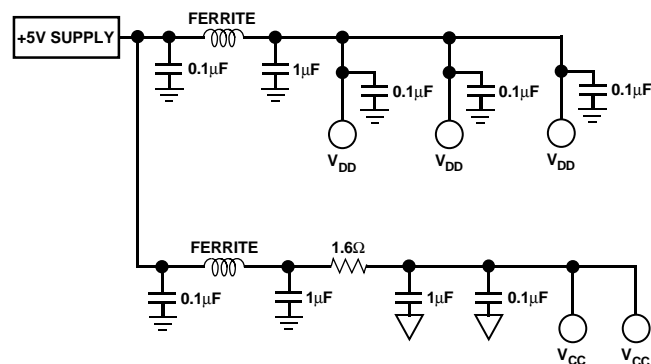 FERRITE
+5V SUPPLY
0.1μF
1μF
0.1μF
0.1μF
0.1μF
VDD
VDD
VDD
FERRITE
1.6Ω
0.1μF
1μF
1μF
0.1μF
VCC
VCC